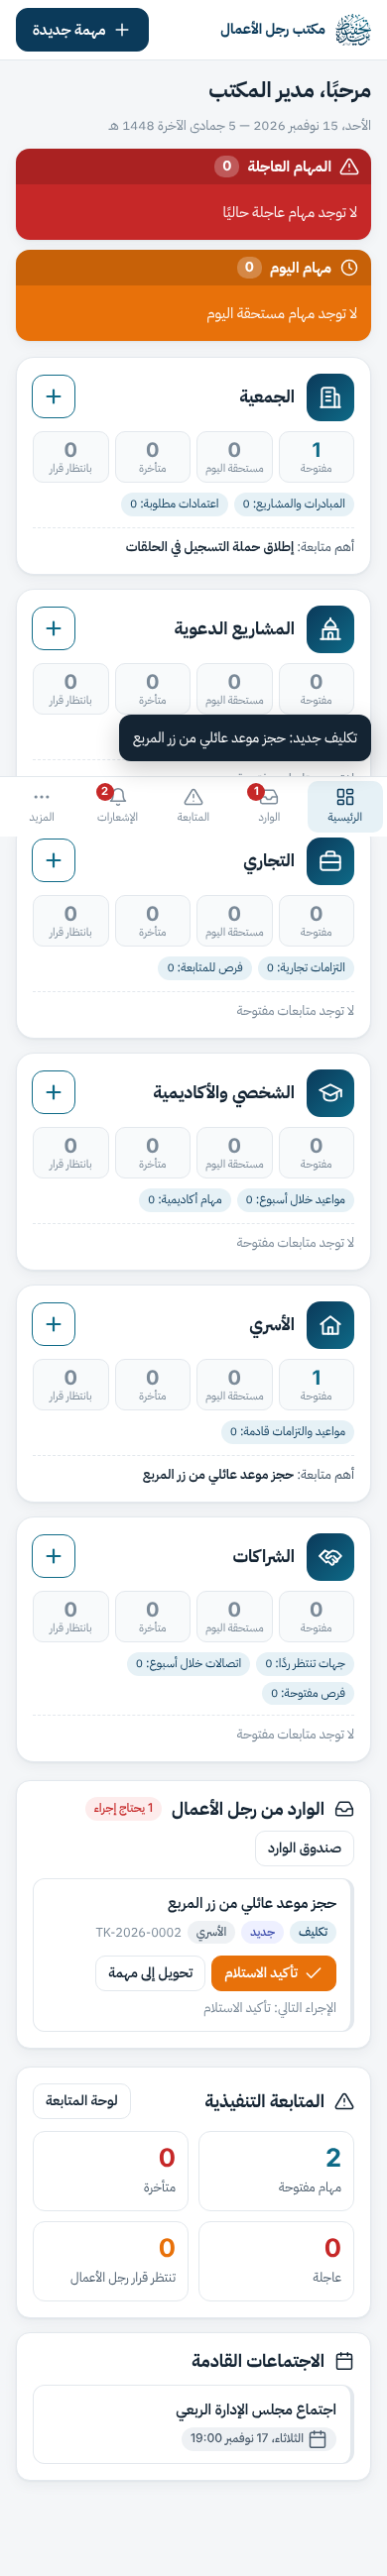 مكتب رجل الأعمال
مهمة جديدة
مرحبًا، مدير المكتب
الأحد، 15 نوفمبر 2026 — 5 جمادى الآخرة 1448 هـ
المهام العاجلة 0
لا توجد مهام عاجلة حاليًا
مهام اليوم 0
لا توجد مهام مستحقة اليوم
الجمعية
1 0 0 0
مفتوحة مستحقة اليوم متأخرة بانتظار قرار
المبادرات والمشاريع: 0 اعتمادات مطلوبة: 0
أهم متابعة: إطلاق حملة التسجيل في الحلقات
المشاريع الدعوية
0 0 0 0
مفتوحة مستحقة اليوم متأخرة بانتظار قرار
تكليف جديد: حجز موعد عائلي من زر المربع
الرئيسية
1 الوارد
المتابعة
2 الإشعارات
المزيد
التجاري
0 0 0 0
مفتوحة مستحقة اليوم متأخرة بانتظار قرار
التزامات تجارية: 0 فرص للمتابعة: 0
لا توجد متابعات مفتوحة
الشخصي والأكاديمية
0 0 0 0
مفتوحة مستحقة اليوم متأخرة بانتظار قرار
مواعيد خلال أسبوع: 0 مهام أكاديمية: 0
لا توجد متابعات مفتوحة
الأسري
1 0 0 0
مفتوحة مستحقة اليوم متأخرة بانتظار قرار
مواعيد والتزامات قادمة: 0
أهم متابعة: حجز موعد عائلي من زر المربع
الشراكات
0 0 0 0
مفتوحة مستحقة اليوم متأخرة بانتظار قرار
جهات تنتظر ردًا: 0 اتصالات خلال أسبوع: 0
فرص مفتوحة: 0
لا توجد متابعات مفتوحة
الوارد من رجل الأعمال 1 يحتاج إجراء
صندوق الوارد
حجز موعد عائلي من زر المربع
تكليف جديد الأسري TK-2026-0002
تأكيد الاستلام تحويل إلى مهمة
الإجراء التالي: تأكيد الاستلام
المتابعة التنفيذية لوحة المتابعة
2 0
مهام مفتوحة متأخرة
0 0
عاجلة تنتظر قرار رجل الأعمال
الاجتماعات القادمة
اجتماع مجلس الإدارة الربعي
الثلاثاء، 17 نوفمبر 19:00